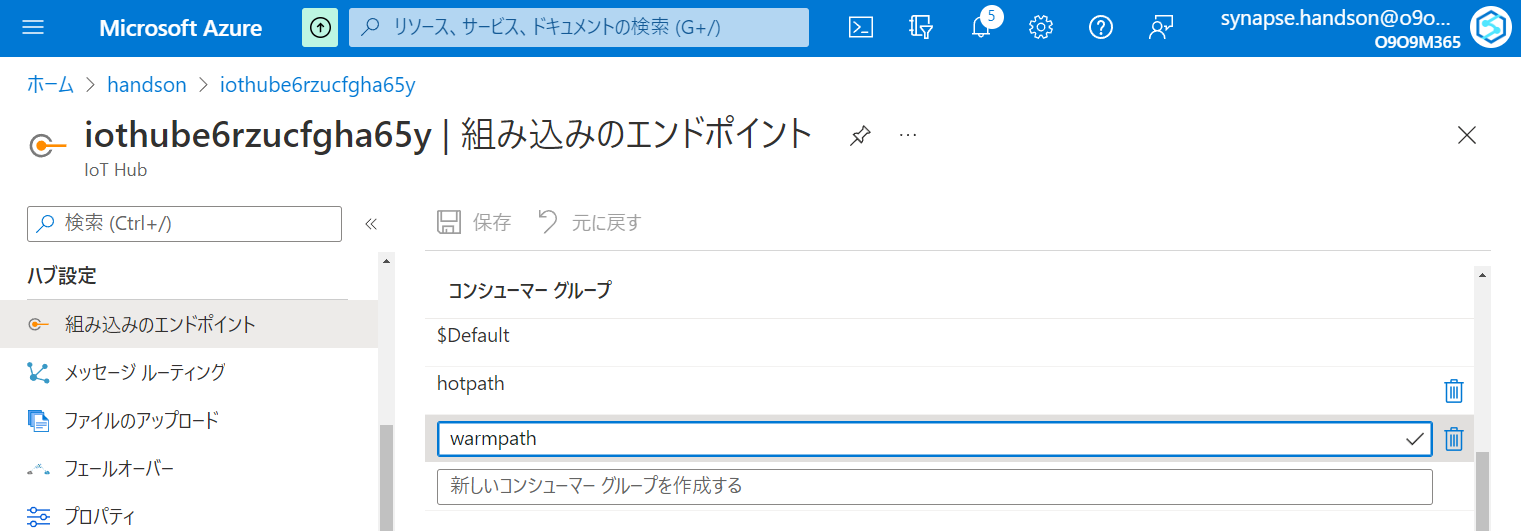 Microsoft Azure
リソース、サービス、ドキュメントの検索 (G+/)
5
synapse.handson@o9o...
O9O9M365
ホーム > handson > iothube6rzucfgha65y
iothube6rzucfgha65y | 組み込みのエンドポイント
IoT Hub
検索 (Ctrl+/)
保存 元に戻す
ハブ設定
組み込みのエンドポイント
メッセージ ルーティング
ファイルのアップロード
フェールオーバー
プロパティ
コンシューマー グループ
$Default
hotpath
warmpath
新しいコンシューマー グループを作成する